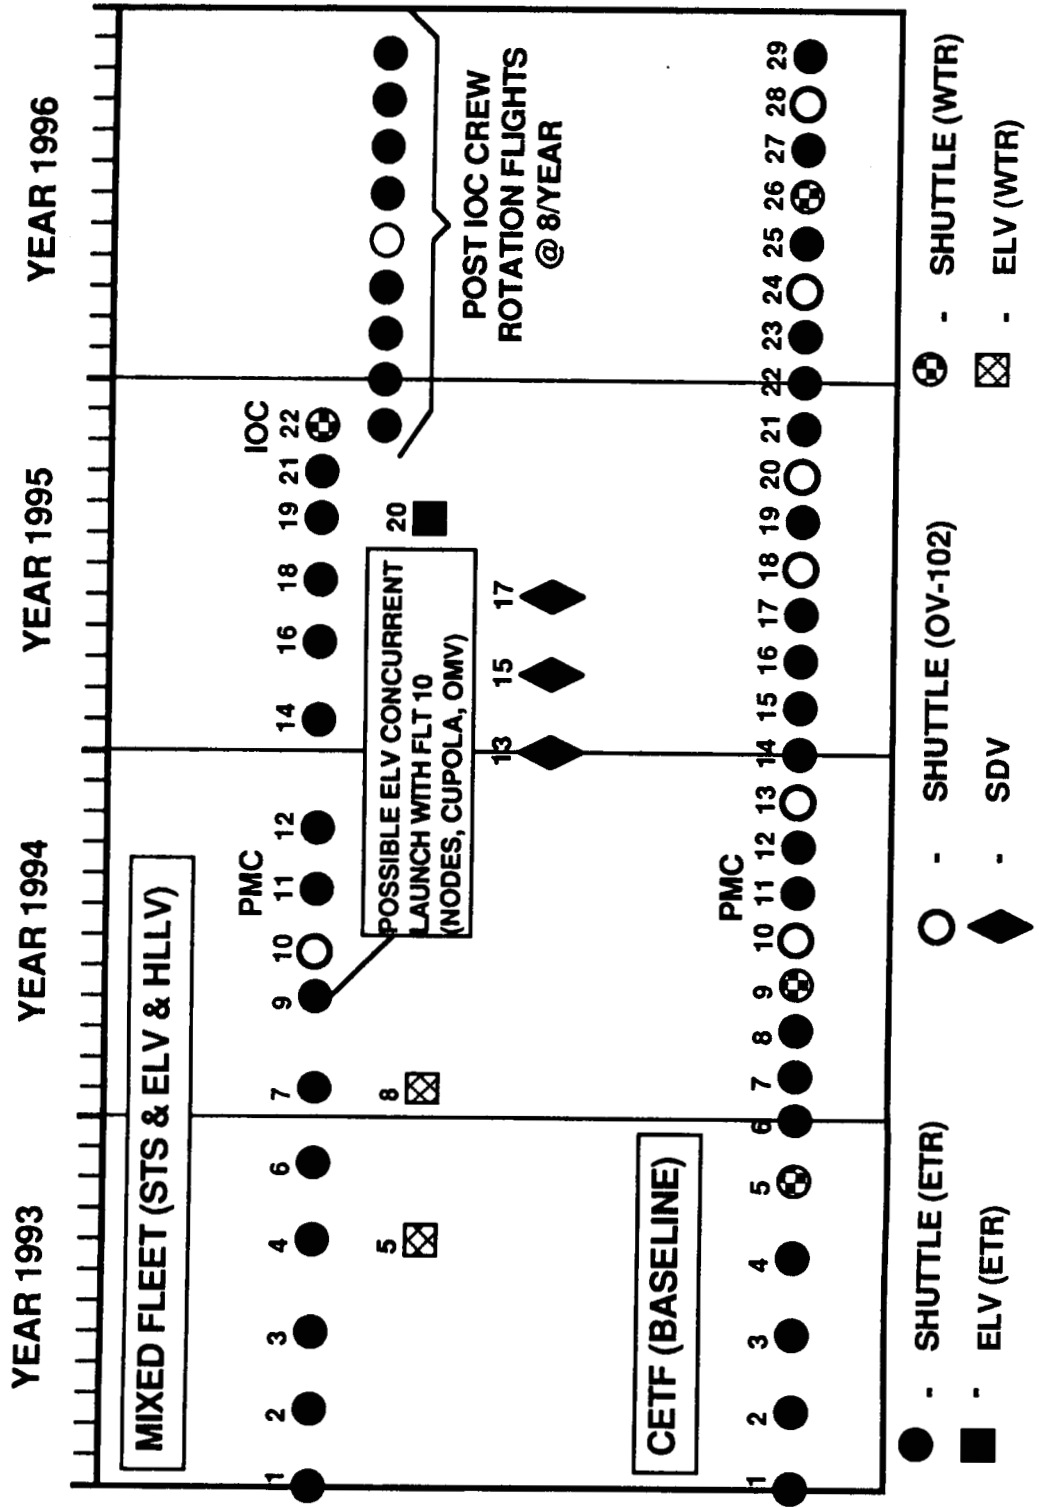 YEAR 1993
YEAR 1994
YEAR 1995
YEAR 1996
MIXED FLEET (STS & ELV & HLLV)
PMC
IOC
1 2 3 4 6 7 9 10 11 12 14 16 18 19 21 22
5 8 20
POSSIBLE ELV CONCURRENT
LAUNCH WITH FLT 10
(NODES, CUPOLA, OMV)
13 15 17
POST IOC CREW
ROTATION FLIGHTS
@ 8/YEAR
CETF (BASELINE)
PMC
1 2 3 4 5 6 7 8 9 10 11 12 13 14 15 16 17 18 19 20 21 22 23 24 25 26 27 28 29
- SHUTTLE (ETR)
- SHUTTLE (OV-102)
- SHUTTLE (WTR)
- ELV (ETR)
- SDV
- ELV (WTR)